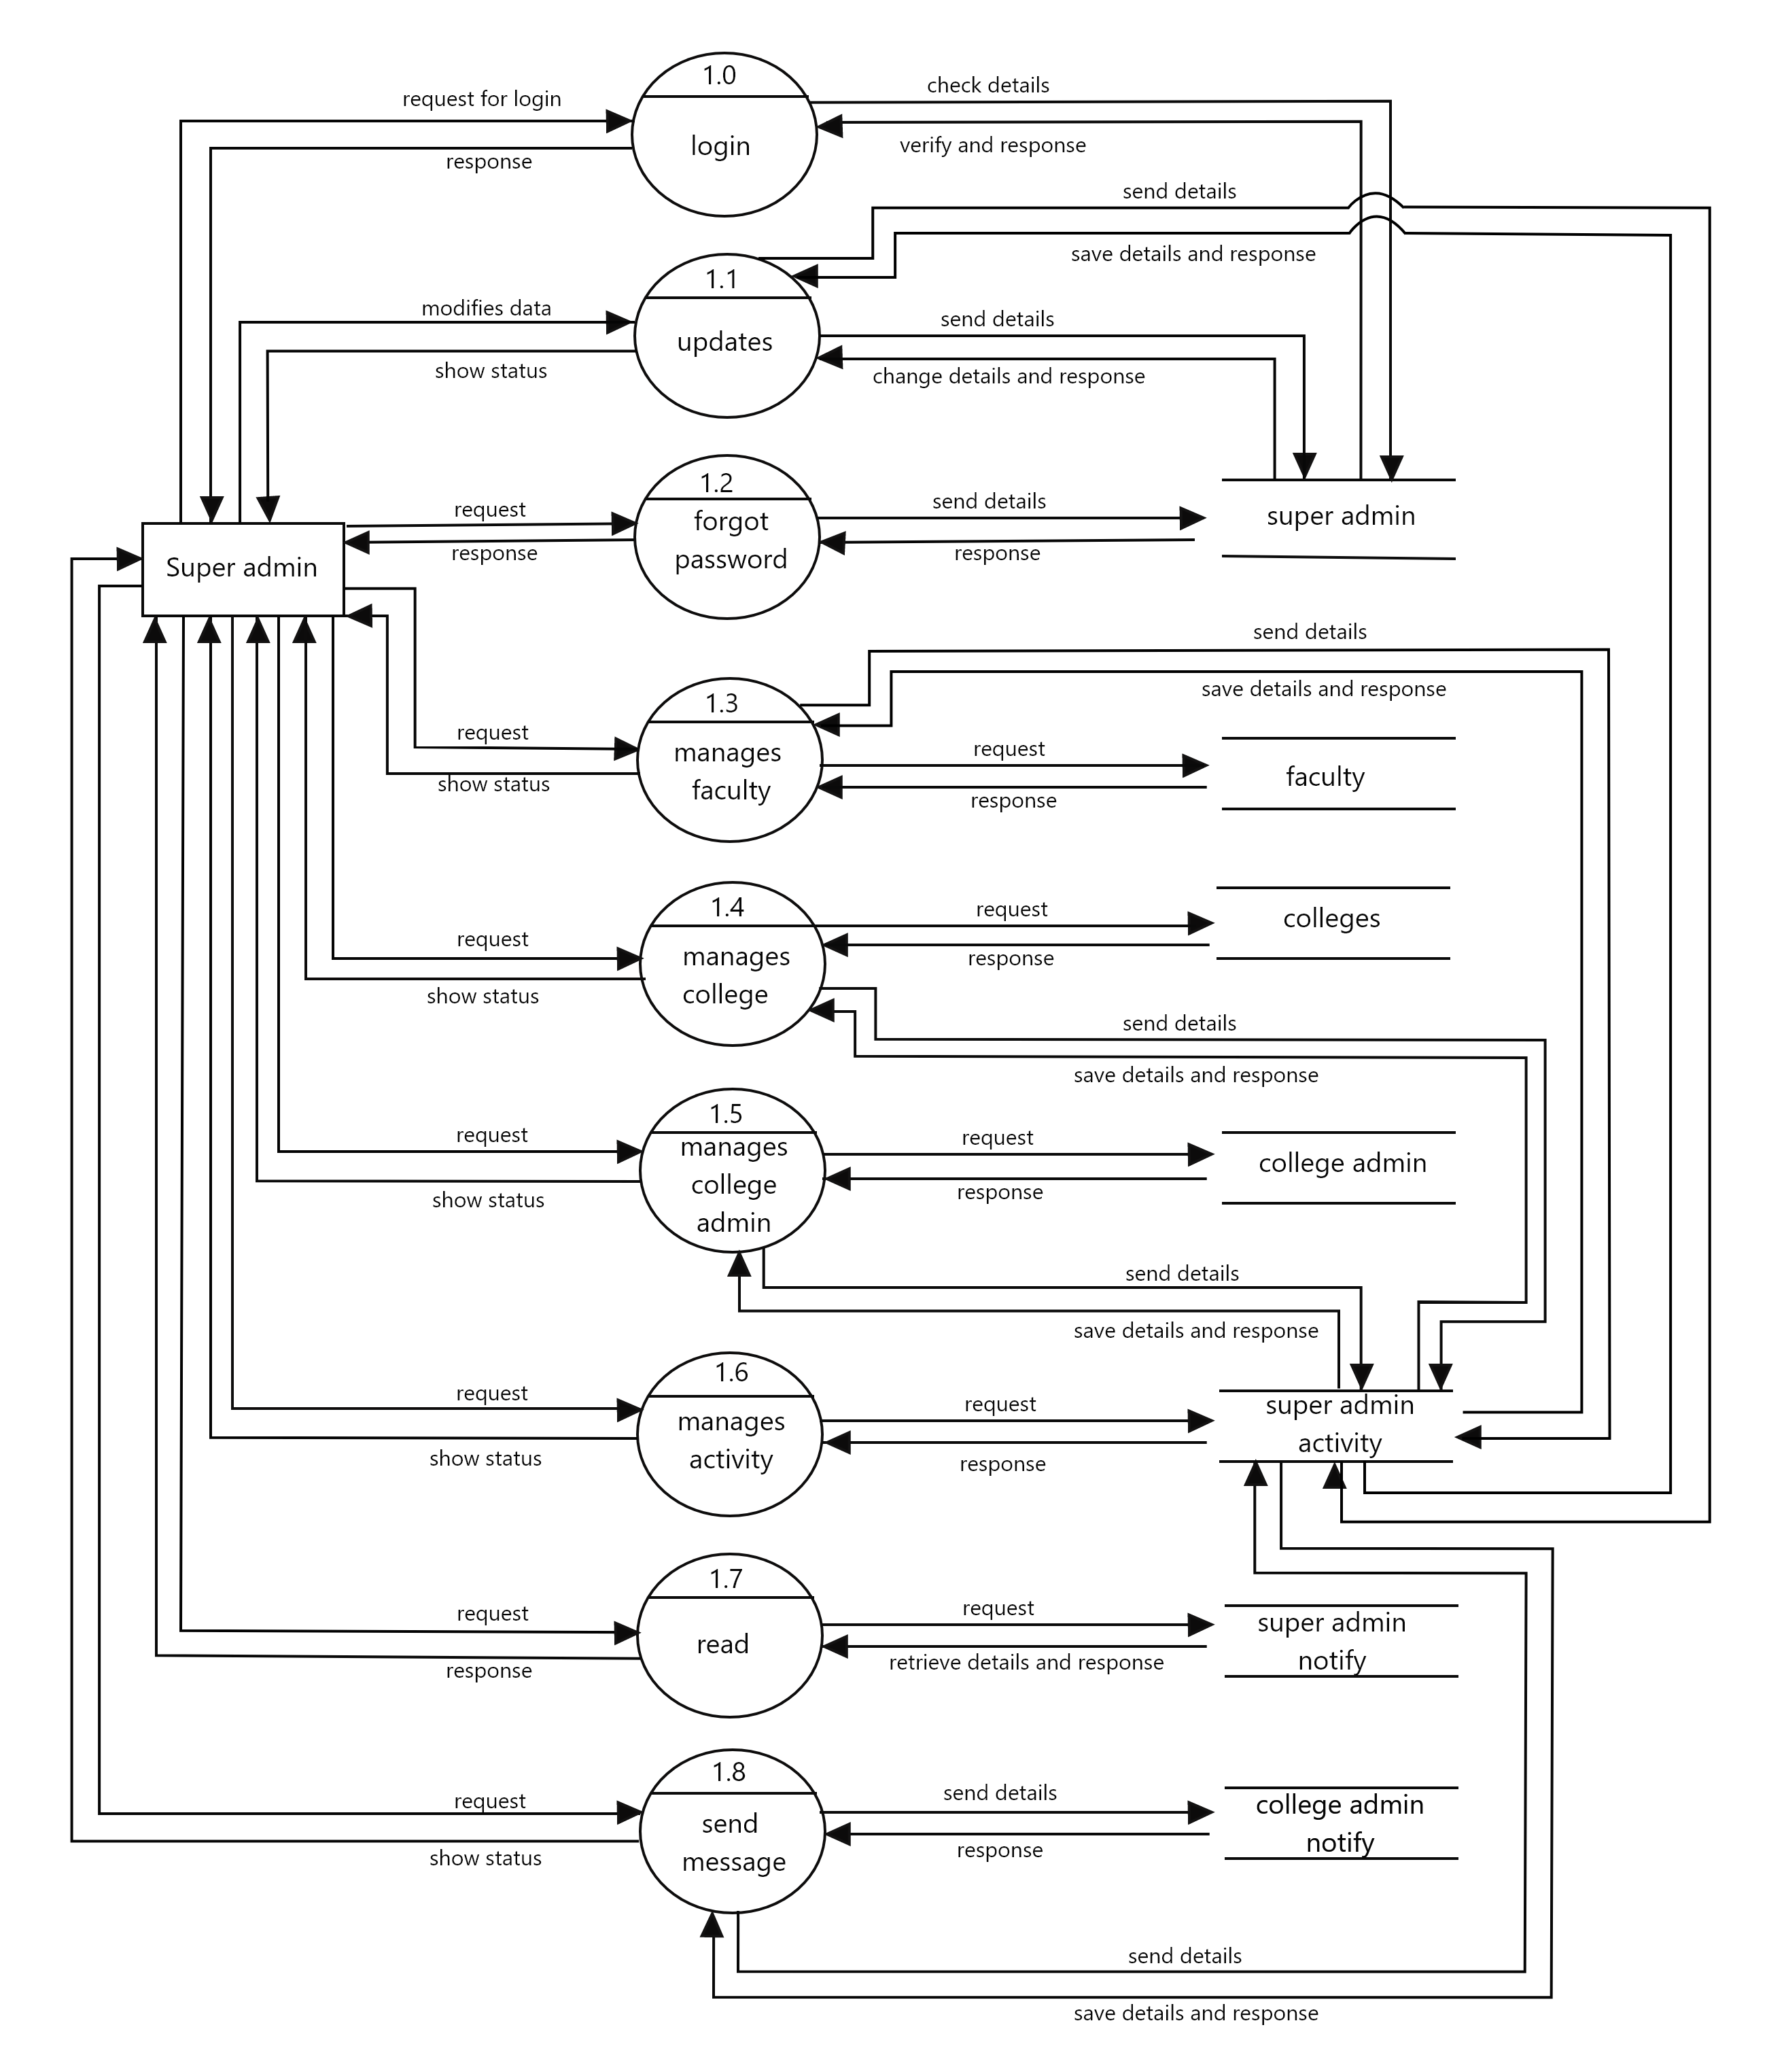 1.0
check details
request for login
login
verify and response
response
send details
save details and response
1.1
modifies data
send details
updates
show status
change details and response
1.2
request
send details
forgot
password
super admin
response
response
Super admin
send details
save details and response
1.3
request
request
manages
faculty
faculty
show status
response
1.4
request
colleges
request
manages
college
response
show status
send details
save details and response
1.5
request
request
manages
college
admin
college admin
response
show status
send details
save details and response
1.6
request
request
super admin
activity
manages
activity
show status
response
1.7
request
request
super admin
notify
read
retrieve details and response
response
1.8
request
send details
college admin
notify
send
message
show status
response
send details
save details and response